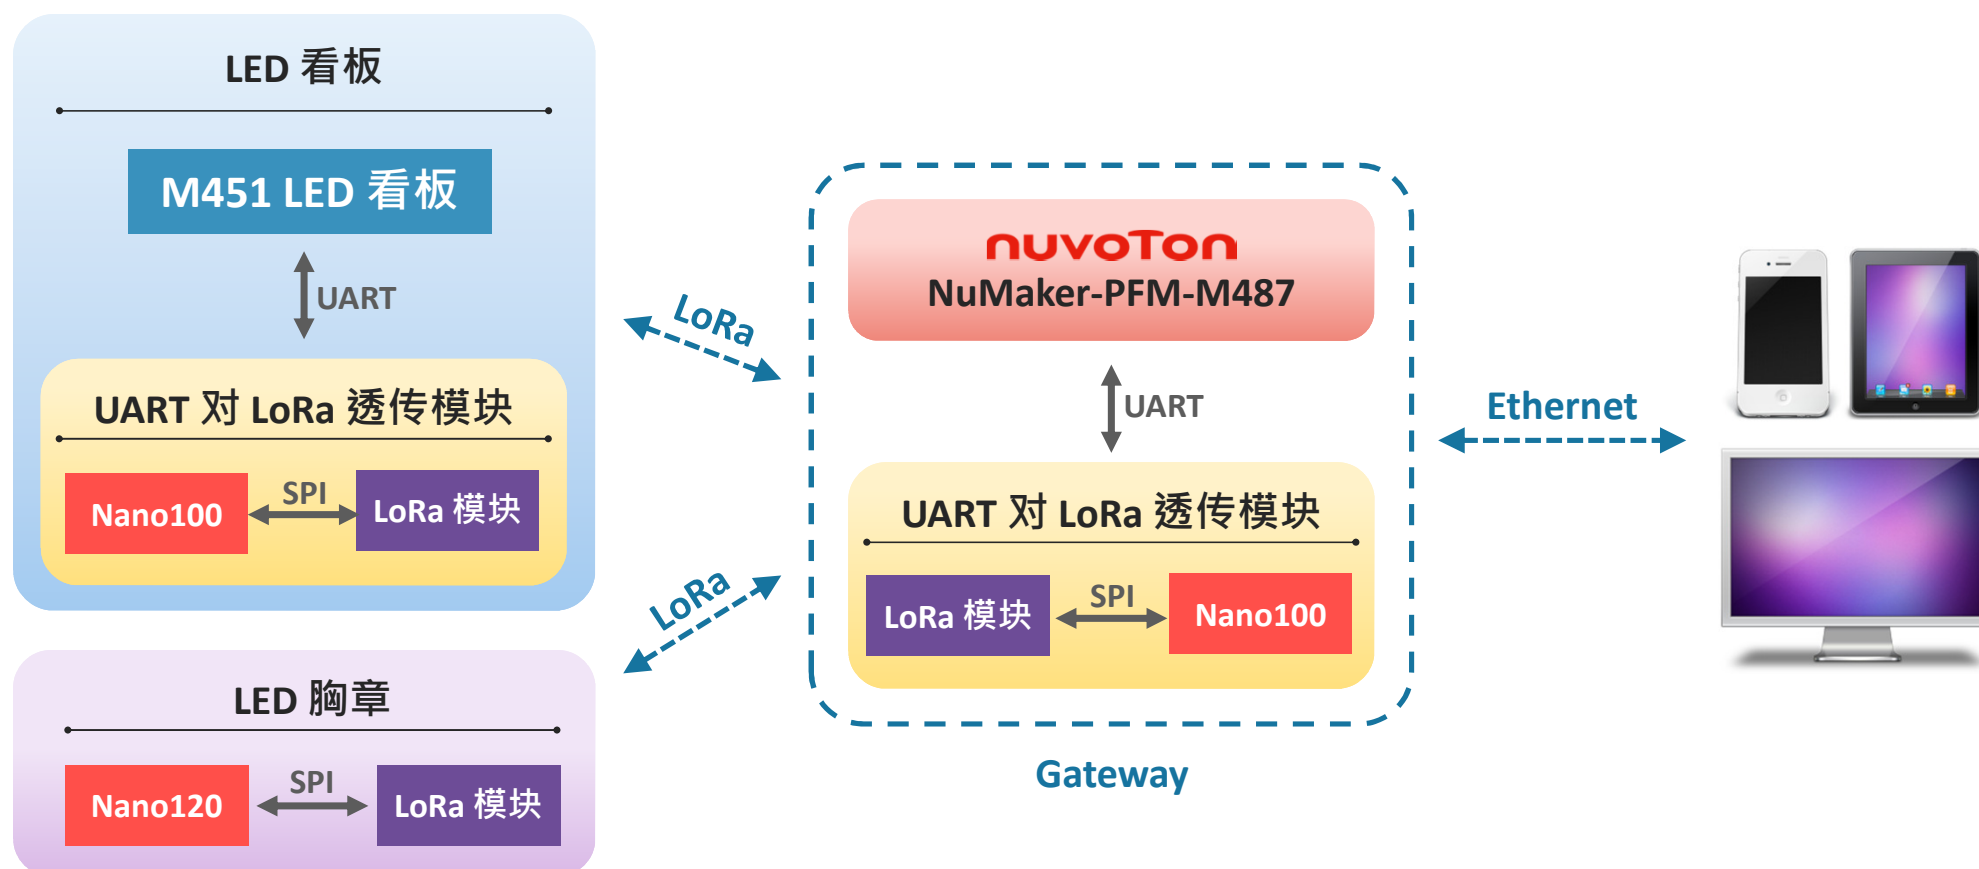 LED 看板
M451 LED 看板
UART
UART 对 LoRa 透传模块
Nano100
SPI
LoRa 模块
LED 胸章
Nano120
SPI
LoRa 模块
LoRa
LoRa
nuvoTon
NuMaker-PFM-M487
UART
UART 对 LoRa 透传模块
LoRa 模块
SPI
Nano100
Gateway
Ethernet